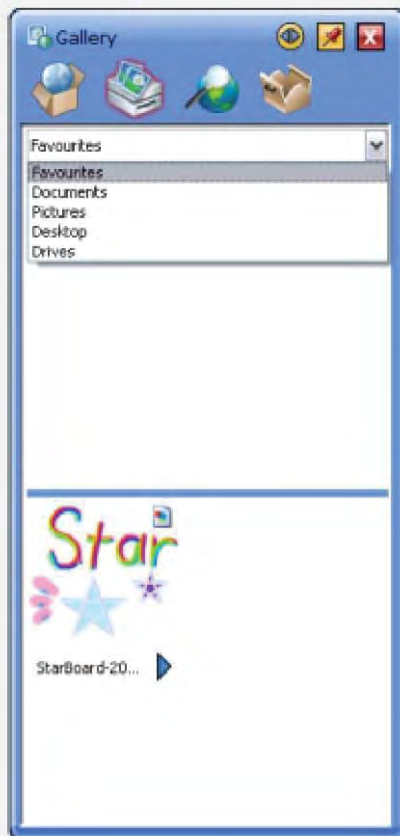 Gallery
Favourites
Favourites
Documents
Pictures
Desktop
Drives
Star
StarBoard-20...